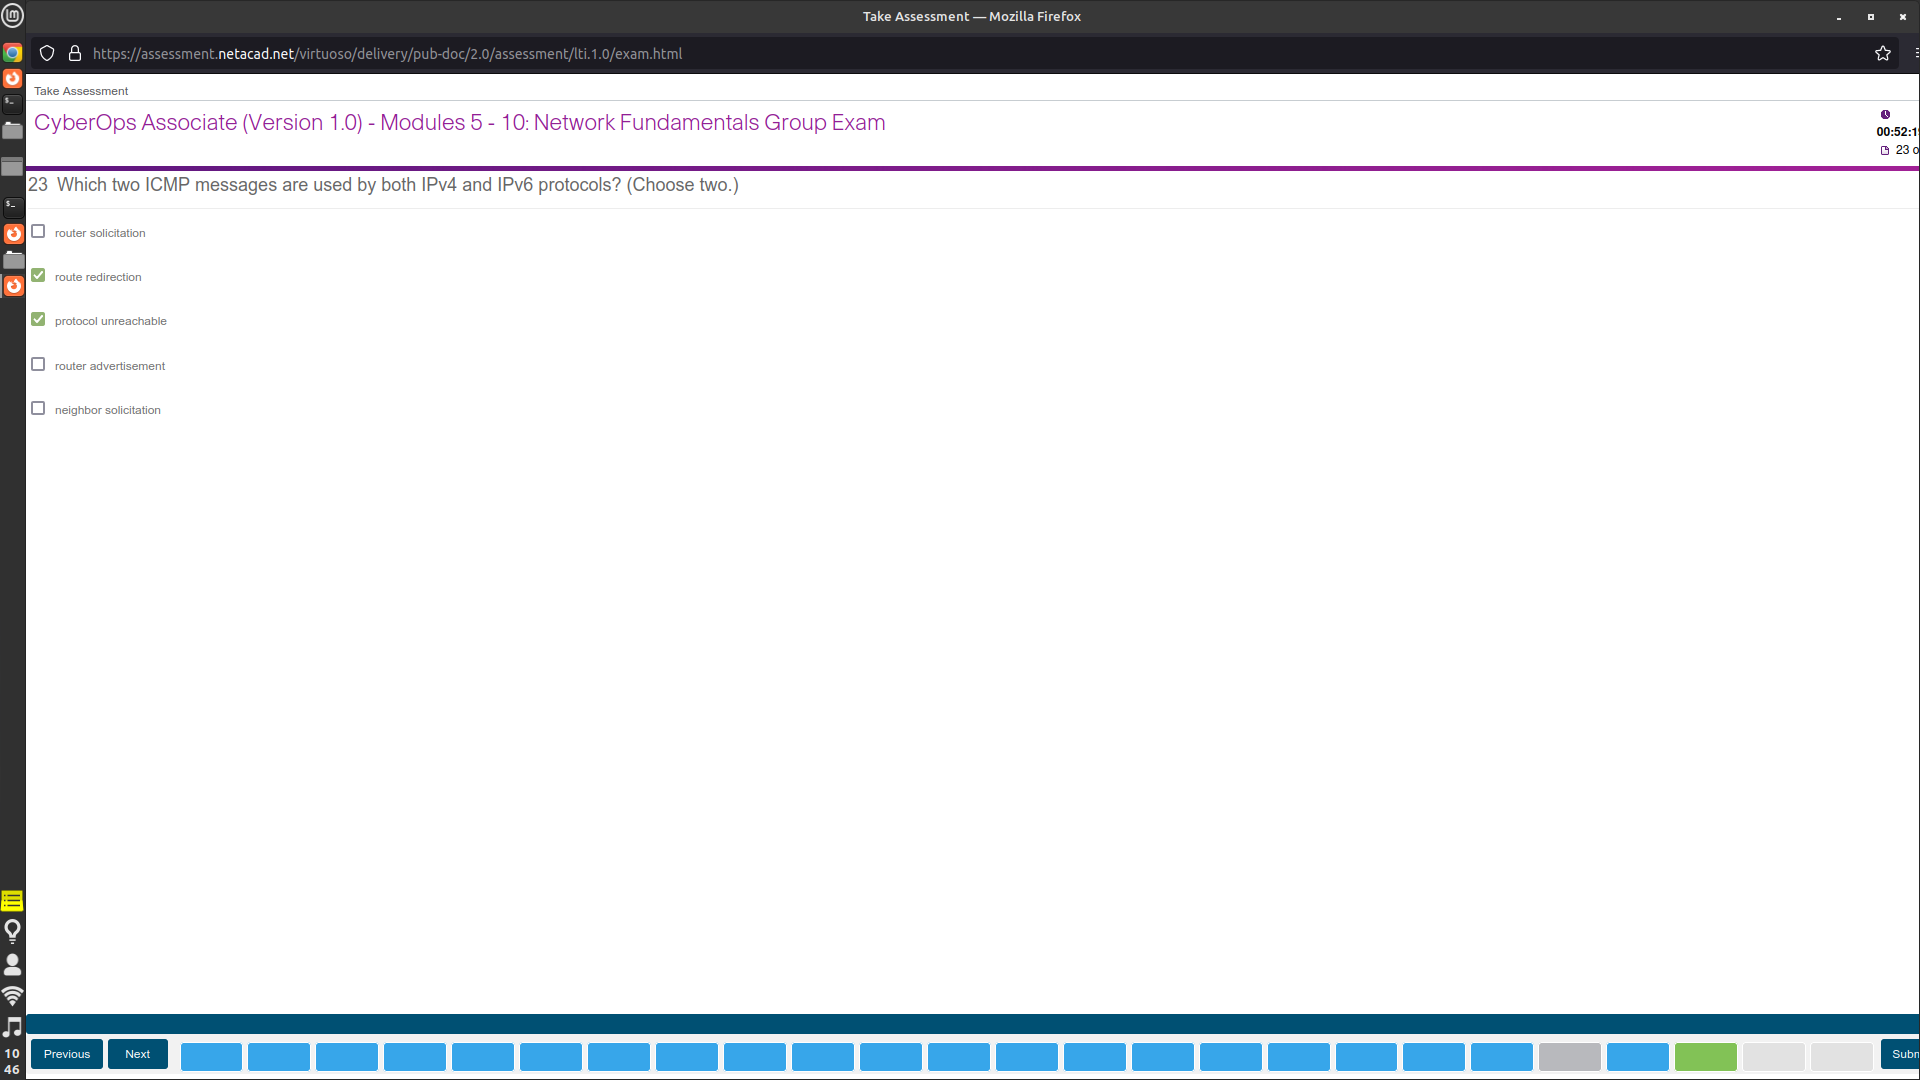 Take Assessment — Mozilla Firefox
https://assessment.netacad.net/virtuoso/delivery/pub-doc/2.0/assessment/lti.1.0/exam.html
Take Assessment
CyberOps Associate (Version 1.0) - Modules 5 - 10: Network Fundamentals Group Exam
00:52:1
23 o
23 Which two ICMP messages are used by both IPv4 and IPv6 protocols? (Choose two.)
router solicitation
route redirection
protocol unreachable
router advertisement
neighbor solicitation
Previous
Next
Subm
10
46